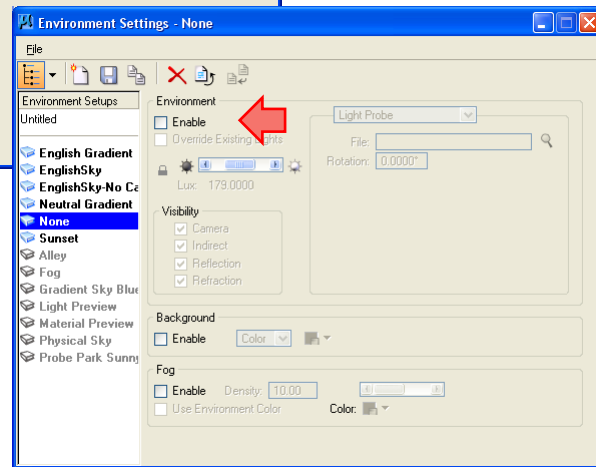 Environment Settings - None
File
Environment Setups
Untitled
English Gradient
EnglishSky
EnglishSky-No Ca
Neutral Gradient
None
Sunset
Alley
Fog
Gradient Sky Blue
Light Preview
Material Preview
Physical Sky
Probe Park Sunny
Environment
Enable
Override Existing Lights
Lux: 179.0000
Light Probe
File:
Rotation: 0.0000°
Visibility
Camera
Indirect
Reflection
Refraction
Background
Enable Color
Fog
Enable Density: 10.00
Use Environment Color Color: